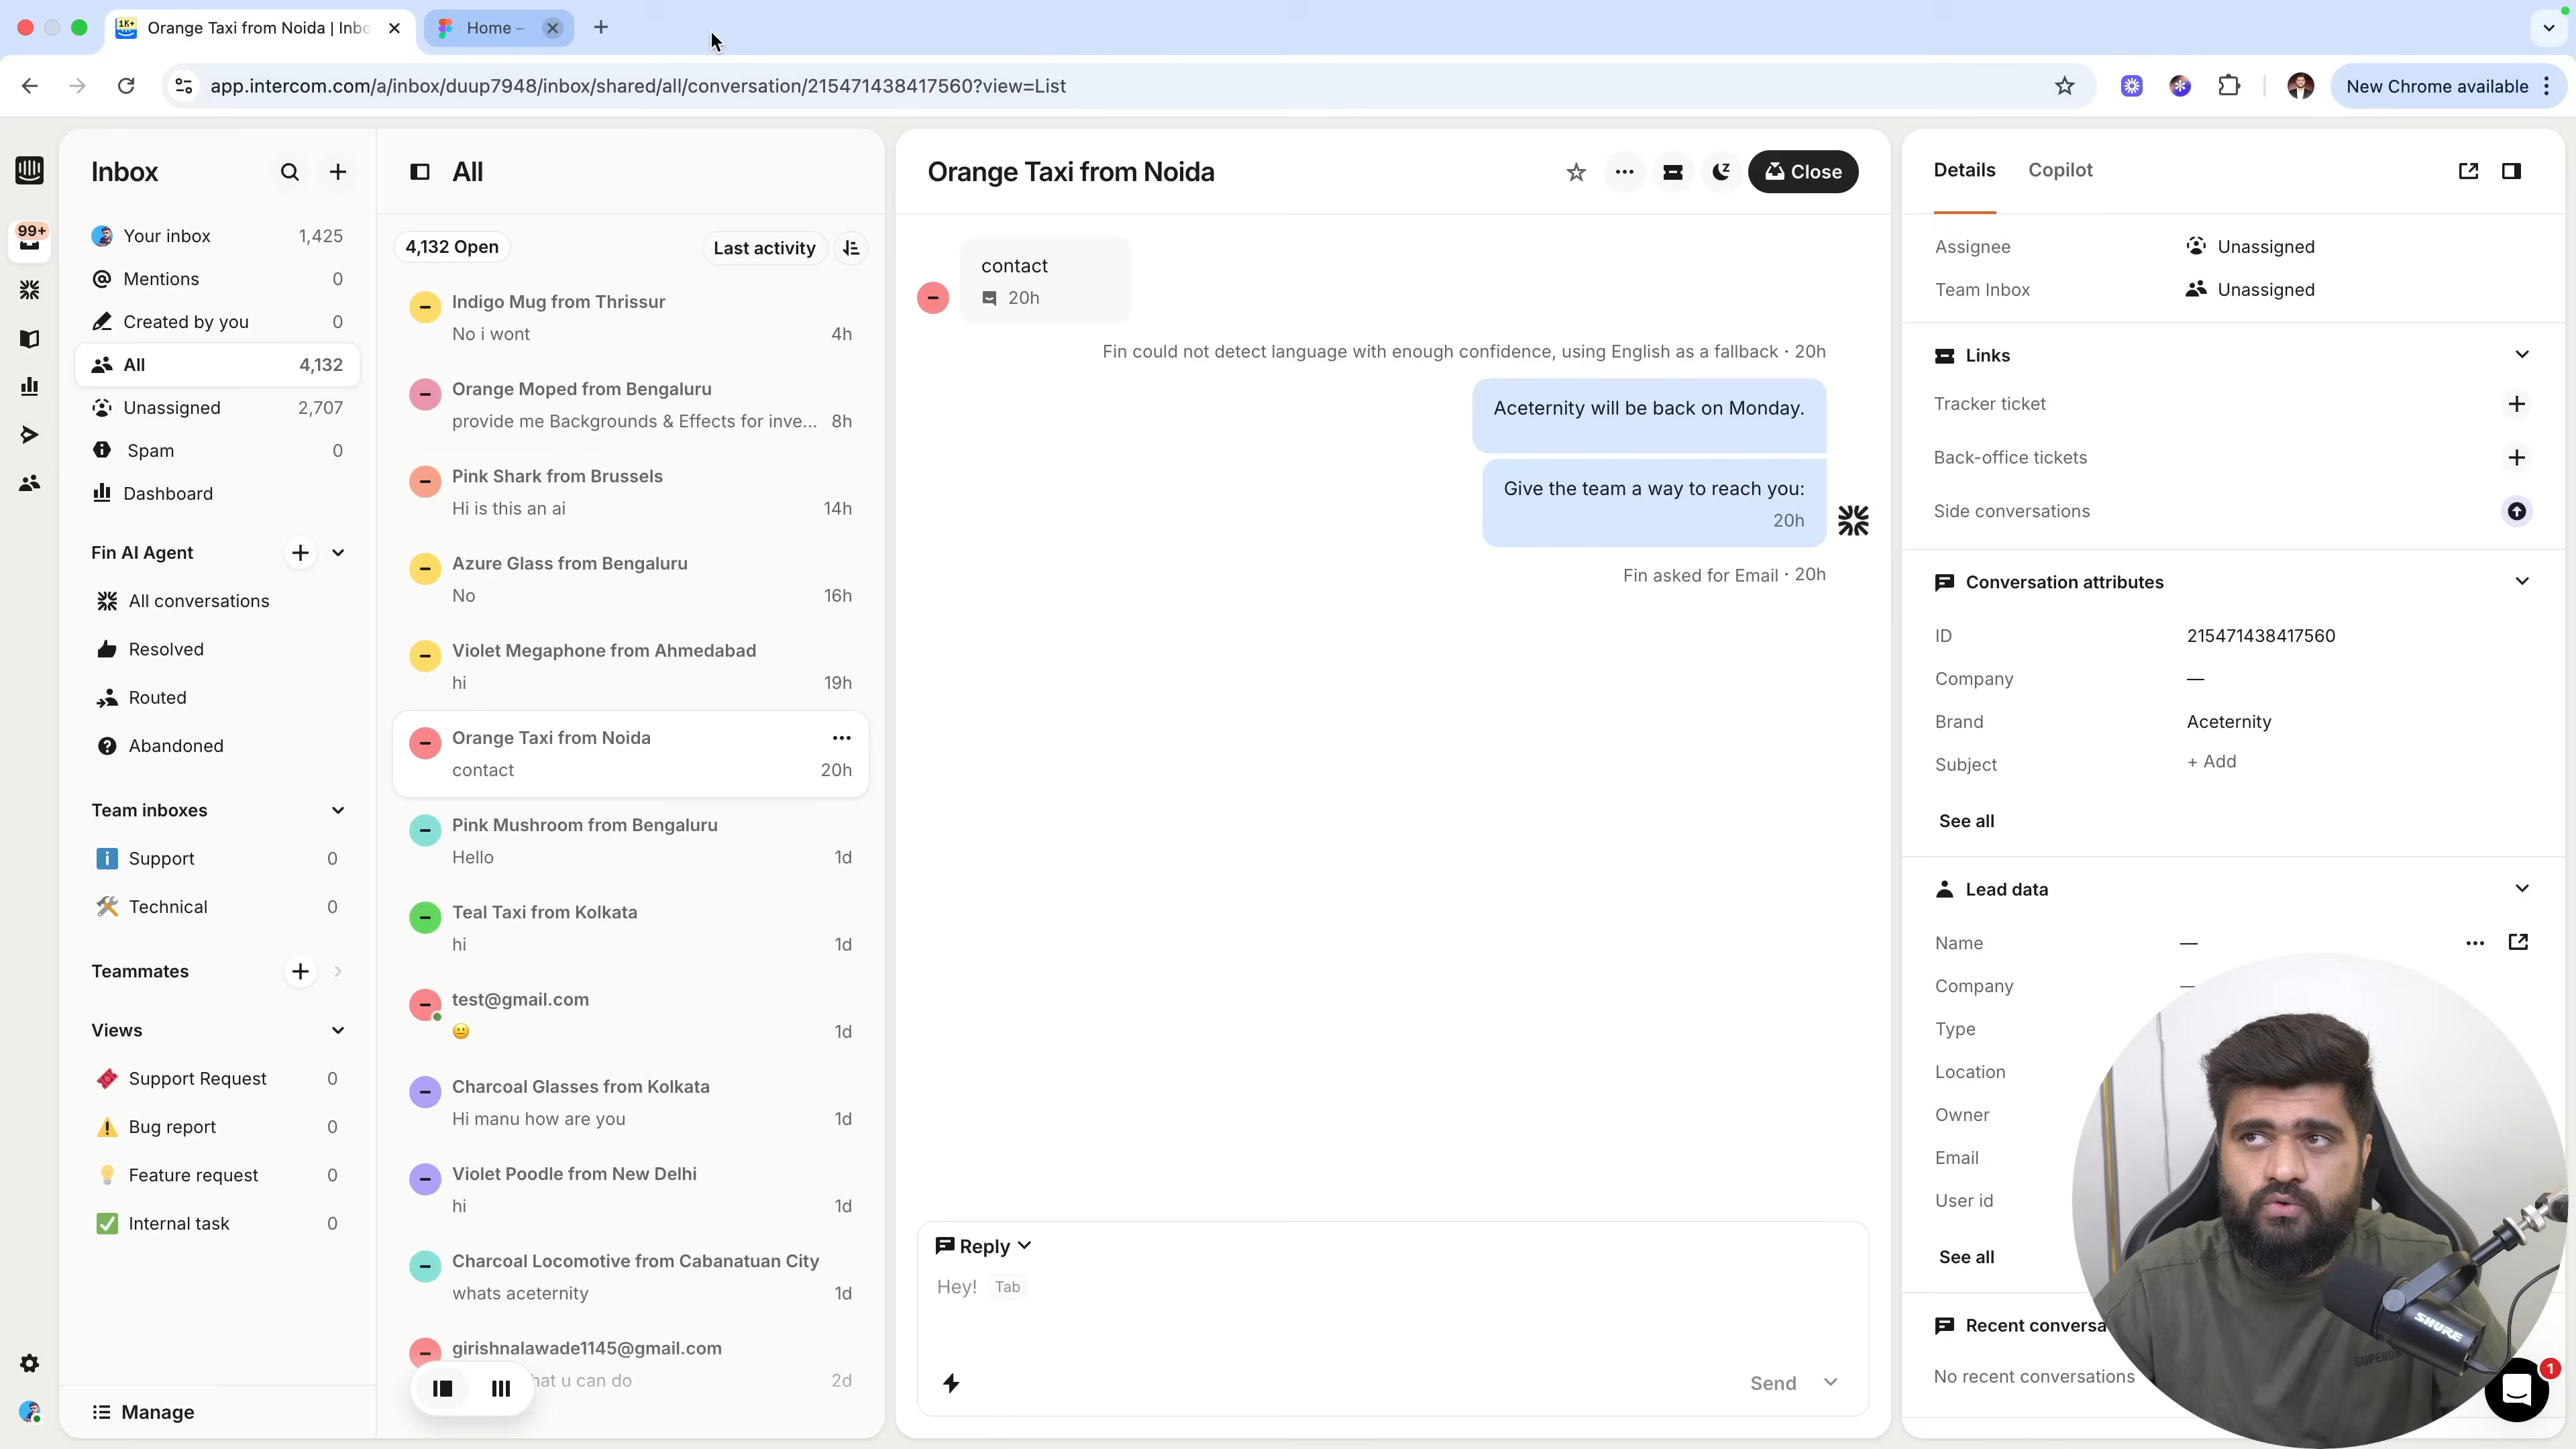 Orange Taxi from Noida | Inbo
Home –
app.intercom.com/a/inbox/duup7948/inbox/shared/all/conversation/215471438417560?view=List
New Chrome available
99+
Inbox
Your inbox 1,425
Mentions 0
Created by you 0
All 4,132
Unassigned 2,707
Spam 0
Dashboard
Fin AI Agent
All conversations
Resolved
Routed
Abandoned
Team inboxes
Support 0
Technical 0
Teammates
Views
Support Request 0
Bug report 0
Feature request 0
Internal task 0
Manage
All
4,132 Open
Last activity
Indigo Mug from Thrissur
No i wont 4h
Orange Moped from Bengaluru
provide me Backgrounds & Effects for inve... 8h
Pink Shark from Brussels
Hi is this an ai 14h
Azure Glass from Bengaluru
No 16h
Violet Megaphone from Ahmedabad
hi 19h
Orange Taxi from Noida
contact 20h
Pink Mushroom from Bengaluru
Hello 1d
Teal Taxi from Kolkata
hi 1d
test@gmail.com
😐 1d
Charcoal Glasses from Kolkata
Hi manu how are you 1d
Violet Poodle from New Delhi
hi 1d
Charcoal Locomotive from Cabanatuan City
whats aceternity 1d
girishnalawade1145@gmail.com
hat u can do 2d
Orange Taxi from Noida
Close
contact
20h
Fin could not detect language with enough confidence, using English as a fallback · 20h
Aceternity will be back on Monday.
Give the team a way to reach you:
20h
Fin asked for Email · 20h
Reply
Hey! Tab
Send
Details Copilot
Assignee Unassigned
Team Inbox Unassigned
Links
Tracker ticket
Back-office tickets
Side conversations
Conversation attributes
ID 215471438417560
Company —
Brand Aceternity
Subject + Add
See all
Lead data
Name —
Company —
Type
Location
Owner
Email
User id
See all
Recent conversa
No recent conversations
SHURE
1